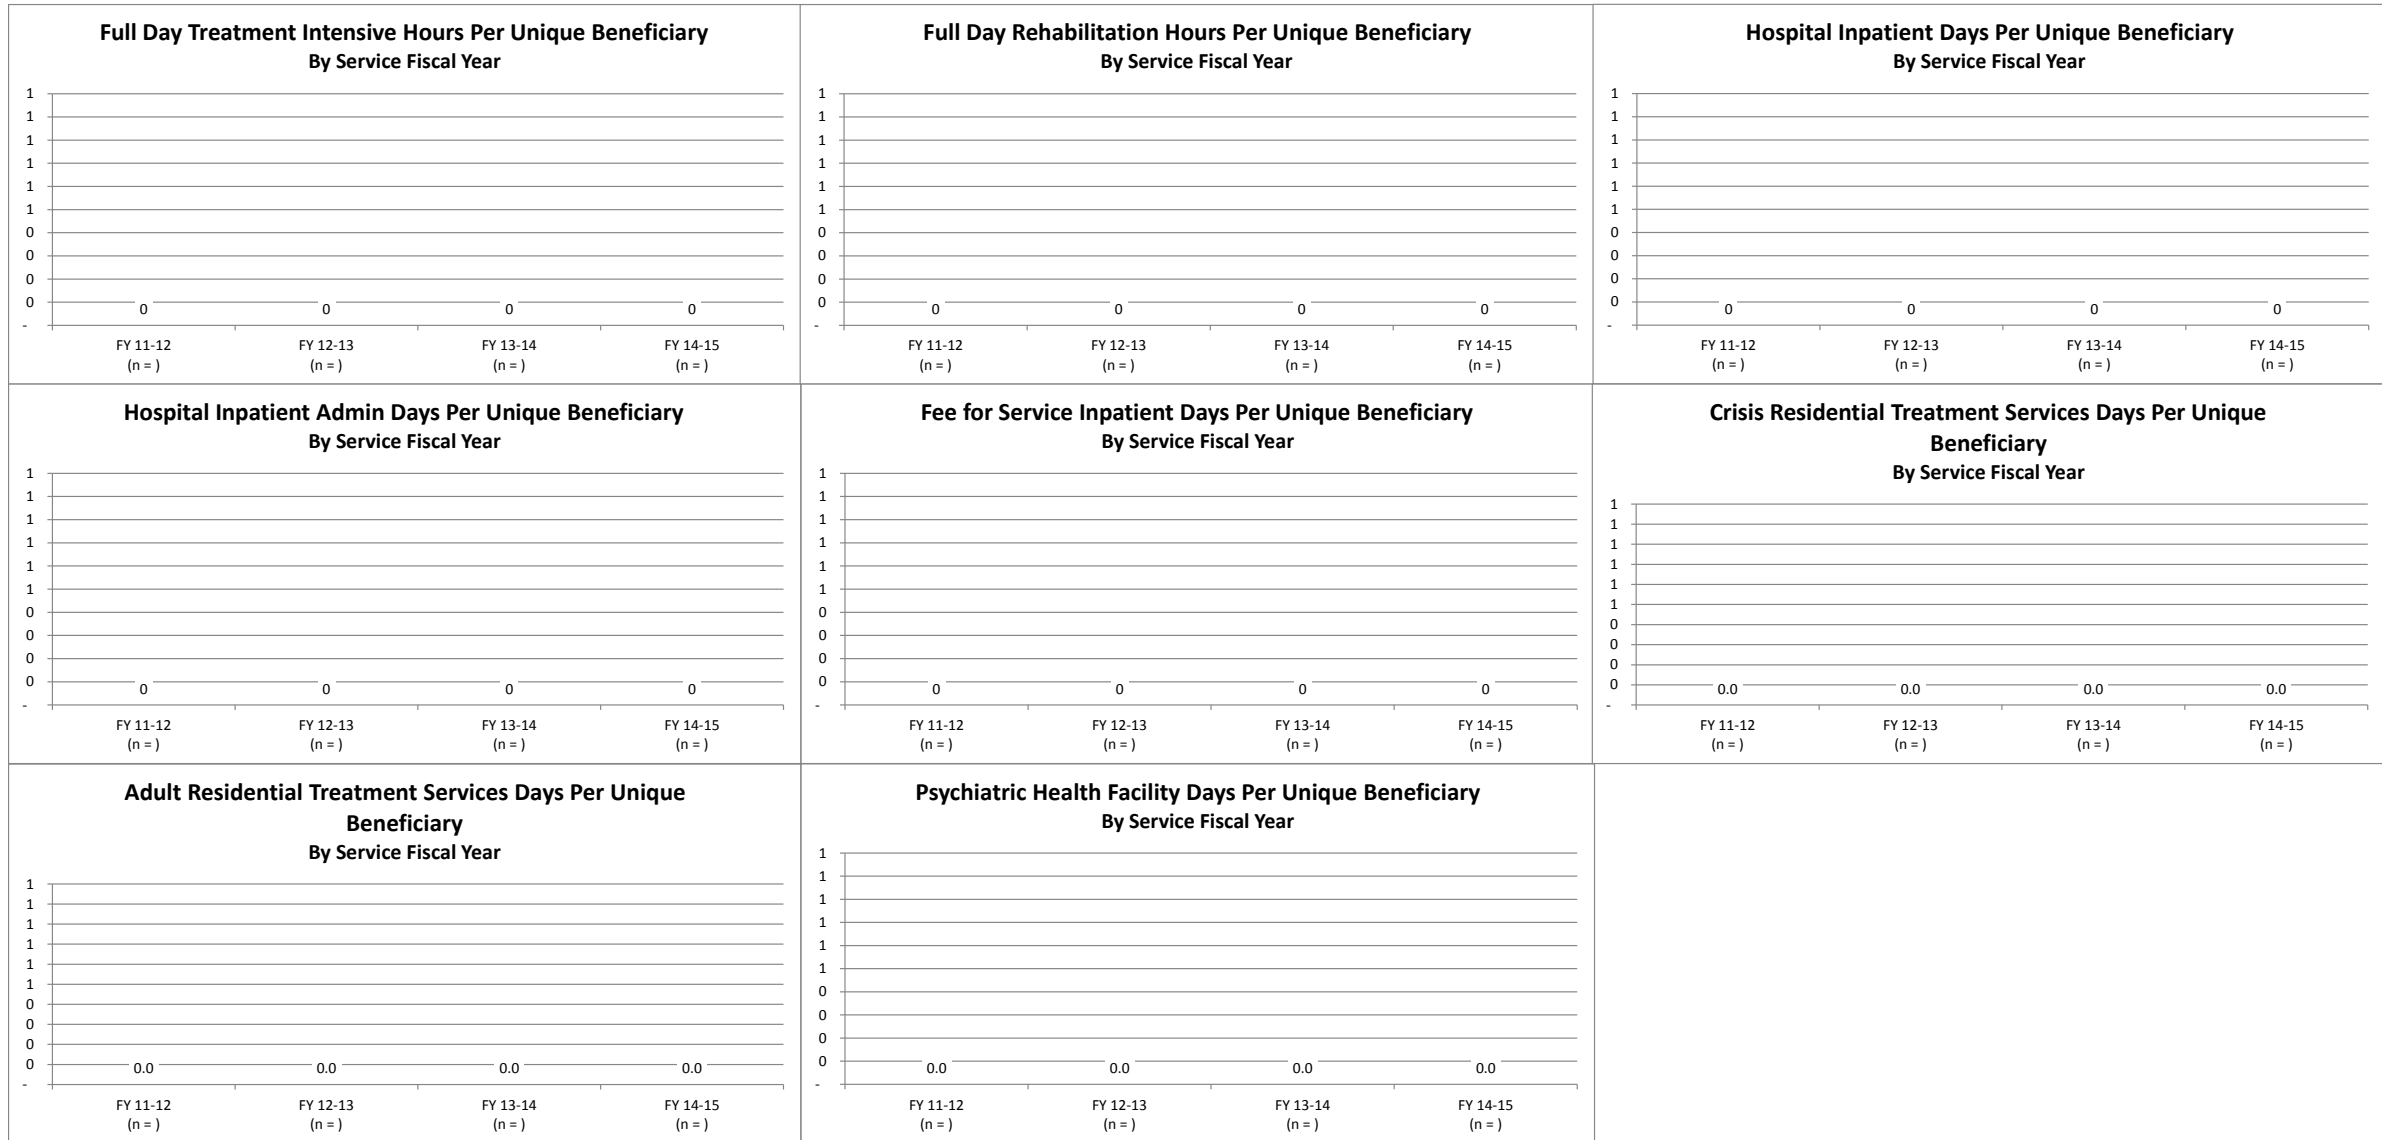 Full Day Treatment Intensive Hours Per Unique Beneficiary
By Service Fiscal Year
1
1
1
1
1
1
0
0
0
0
-
0 0 0 0
FY 11-12 FY 12-13 FY 13-14 FY 14-15
(n = ) (n = ) (n = ) (n = )
Full Day Rehabilitation Hours Per Unique Beneficiary
By Service Fiscal Year
1
1
1
1
1
1
0
0
0
0
-
0 0 0 0
FY 11-12 FY 12-13 FY 13-14 FY 14-15
(n = ) (n = ) (n = ) (n = )
Hospital Inpatient Days Per Unique Beneficiary
By Service Fiscal Year
1
1
1
1
1
1
0
0
0
0
-
0 0 0 0
FY 11-12 FY 12-13 FY 13-14 FY 14-15
(n = ) (n = ) (n = ) (n = )
Hospital Inpatient Admin Days Per Unique Beneficiary
By Service Fiscal Year
1
1
1
1
1
1
0
0
0
0
-
0 0 0 0
FY 11-12 FY 12-13 FY 13-14 FY 14-15
(n = ) (n = ) (n = ) (n = )
Fee for Service Inpatient Days Per Unique Beneficiary
By Service Fiscal Year
1
1
1
1
1
1
0
0
0
0
-
0 0 0 0
FY 11-12 FY 12-13 FY 13-14 FY 14-15
(n = ) (n = ) (n = ) (n = )
Crisis Residential Treatment Services Days Per Unique
Beneficiary
By Service Fiscal Year
1
1
1
1
1
1
0
0
0
0
-
0.0 0.0 0.0 0.0
FY 11-12 FY 12-13 FY 13-14 FY 14-15
(n = ) (n = ) (n = ) (n = )
Adult Residential Treatment Services Days Per Unique
Beneficiary
By Service Fiscal Year
1
1
1
1
1
1
0
0
0
0
-
0.0 0.0 0.0 0.0
FY 11-12 FY 12-13 FY 13-14 FY 14-15
(n = ) (n = ) (n = ) (n = )
Psychiatric Health Facility Days Per Unique Beneficiary
By Service Fiscal Year
1
1
1
1
1
1
0
0
0
0
-
0.0 0.0 0.0 0.0
FY 11-12 FY 12-13 FY 13-14 FY 14-15
(n = ) (n = ) (n = ) (n = )